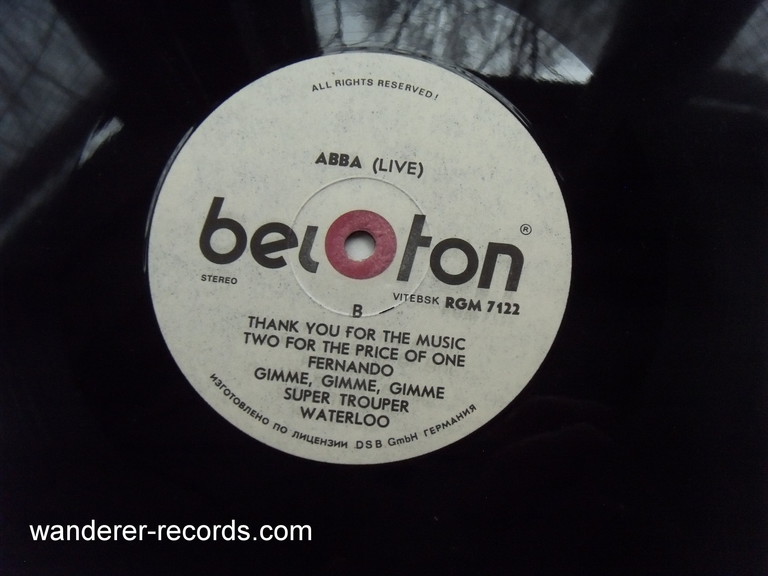 ALL RIGHTS RESERVED!
ABBA (LIVE)
beloton ®
STEREO
VITEBSK RGM 7122
B
THANK YOU FOR THE MUSIC
TWO FOR THE PRICE OF ONE
FERNANDO
GIMME, GIMME, GIMME
SUPER TROUPER
WATERLOO
ИЗГОТОВЛЕНО ПО ЛИЦЕНЗИИ DSB GmbH ГЕРМАНИЯ
wanderer-records.com